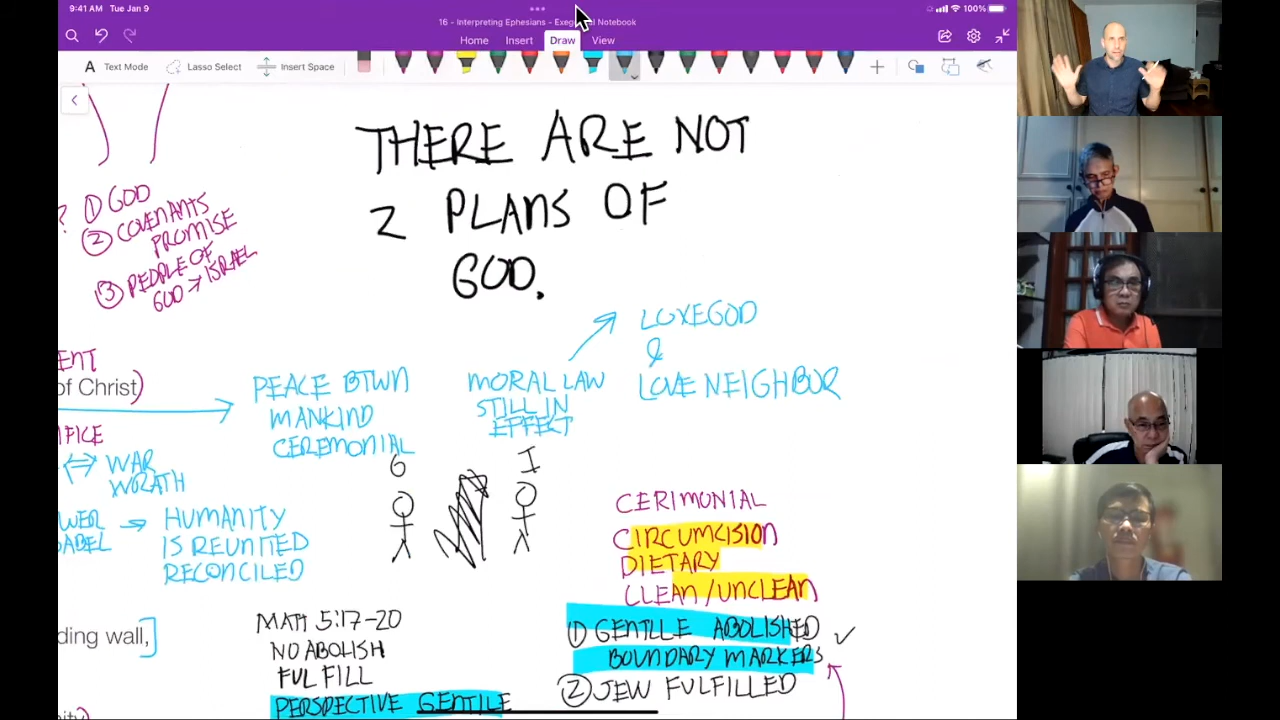 9:41 AM Tue Jan 9
100%
16 - Interpreting Ephesians - Exeg Notebook
Home Insert Draw View
Text Mode Lasso Select Insert Space
THERE ARE NOT
2 PLANS OF
GOD.
? ① GOD
② COVENANTS
PROMISE
③ PEOPLE OF
GOD → ISRAEL
LOVE GOD
&
LOVE NEIGHBOR
ENT
of Christ)
PEACE BTWN
MANKIND
CEREMONIAL
MORAL LAW
STILL IN
EFFECT
IFICE
WAR
WRATH
G I
WER → HUMANITY
ABEL IS REUNITED
RECONCILED
CERIMONIAL
CIRCUMCISION
DIETARY
CLEAN/UNCLEAN
ding wall,
MATH 5:17-20
NO ABOLISH
FULFILL
PERSPECTIVE GENTILE
① GENTILE ABOLISHED ✓
BOUNDARY MARKERS
② JEW FULFILLED
ity)